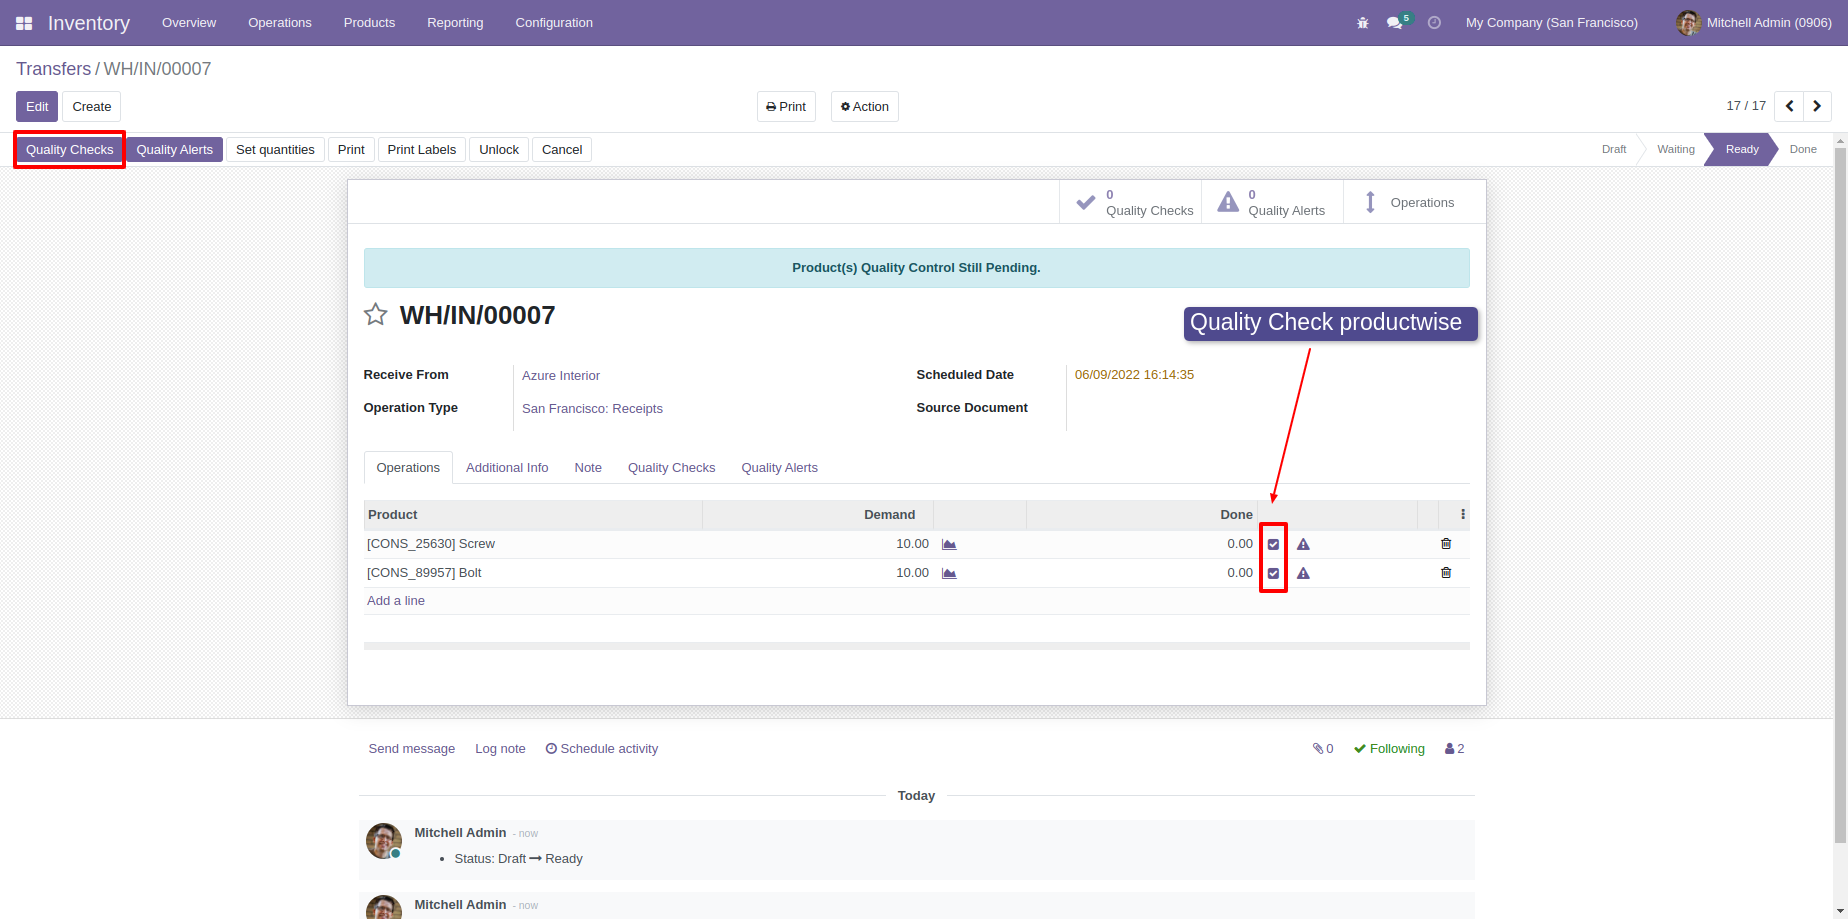 Inventory Overview Operations Products Reporting Configuration 5 My Company (San Francisco) Mitchell Admin (0906)
Transfers / WH/IN/00007
Edit Create Print Action 17 / 17
Quality Checks Quality Alerts Set quantities Print Print Labels Unlock Cancel Draft Waiting Ready Done
0 Quality Checks 0 Quality Alerts Operations
Product(s) Quality Control Still Pending.
WH/IN/00007
Quality Check productwise
Receive From Azure Interior Scheduled Date 06/09/2022 16:14:35
Operation Type San Francisco: Receipts Source Document
Operations Additional Info Note Quality Checks Quality Alerts
Product Demand Done
[CONS_25630] Screw 10.00 0.00
[CONS_89957] Bolt 10.00 0.00
Add a line
Send message Log note Schedule activity 0 Following 2
Today
Mitchell Admin - now
• Status: Draft → Ready
Mitchell Admin - now